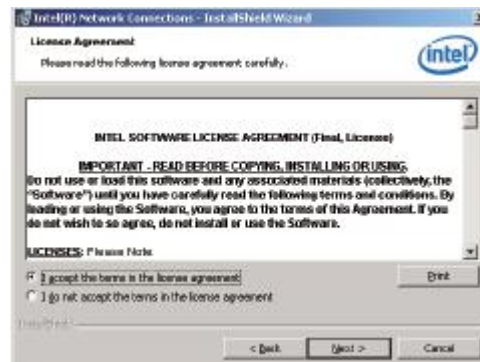 Intel(R) Network Connections - InstallShield Wizard
License Agreement
Please read the following license agreement carefully.
intel
INTEL SOFTWARE LICENSE AGREEMENT (Final, License)
IMPORTANT - READ BEFORE COPYING, INSTALLING OR USING.
Do not use or load this software and any associated materials (collectively, the
"Software") until you have carefully read the following terms and conditions. By
loading or using the Software, you agree to the terms of this Agreement. If you
do not wish to so agree, do not install or use the Software.
LICENSES: Please Note:
I accept the terms in the license agreement
Print
I do not accept the terms in the license agreement
InstallShield
< Back
Next >
Cancel